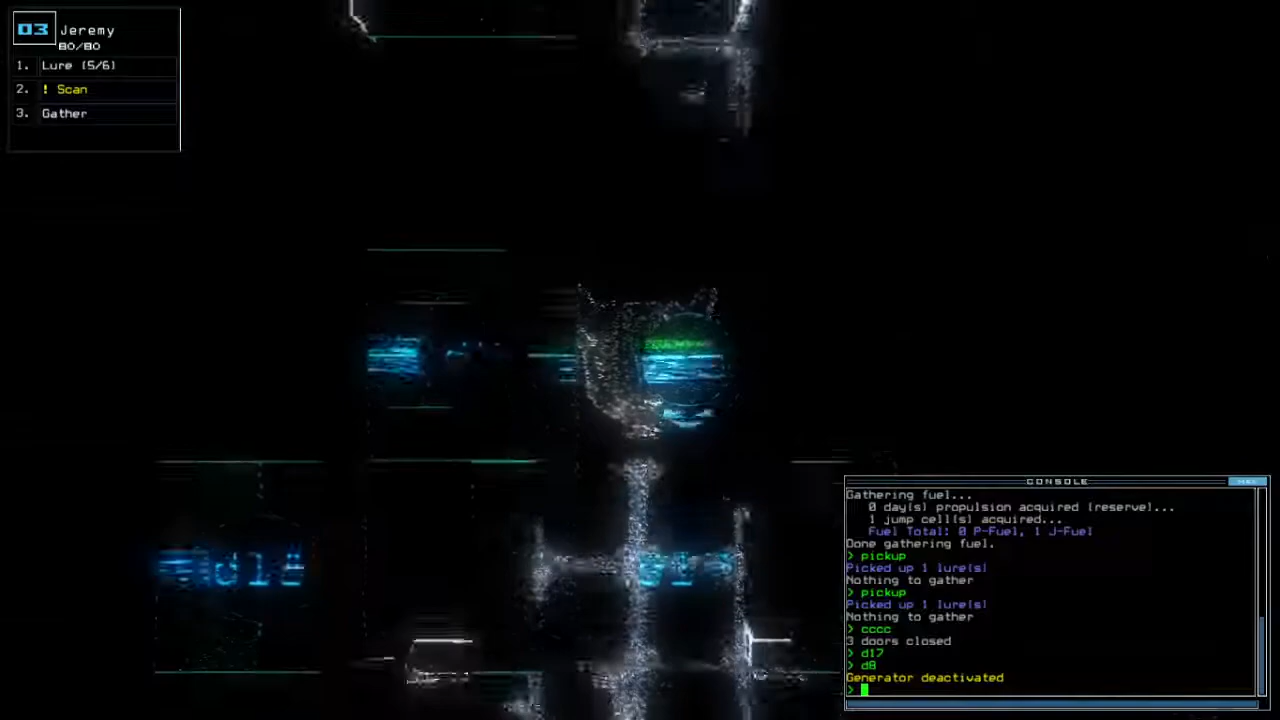 03 Jeremy
80/80
1. Lure (5/6)
2. ! Scan
3. Gather
CONSOLE
Gathering fuel...
0 day(s) propulsion acquired (reserve)...
1 jump cell(s) acquired...
Fuel Total: 0 P-Fuel, 1 J-Fuel
Done gathering fuel.
> pickup
Picked up 1 lure(s)
Nothing to gather
> pickup
Picked up 1 lure(s)
Nothing to gather
> cccc
3 doors closed
> d17
> d8
Generator deactivated
>